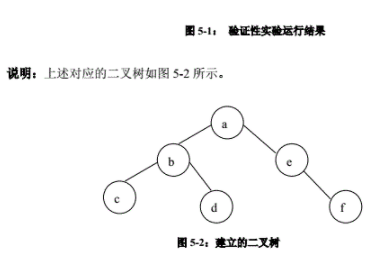 图 5-1： 验证性实验运行结果
说明：上述对应的二叉树如图 5-2 所示。
a
b
e
c
d
f
图 5-2：建立的二叉树